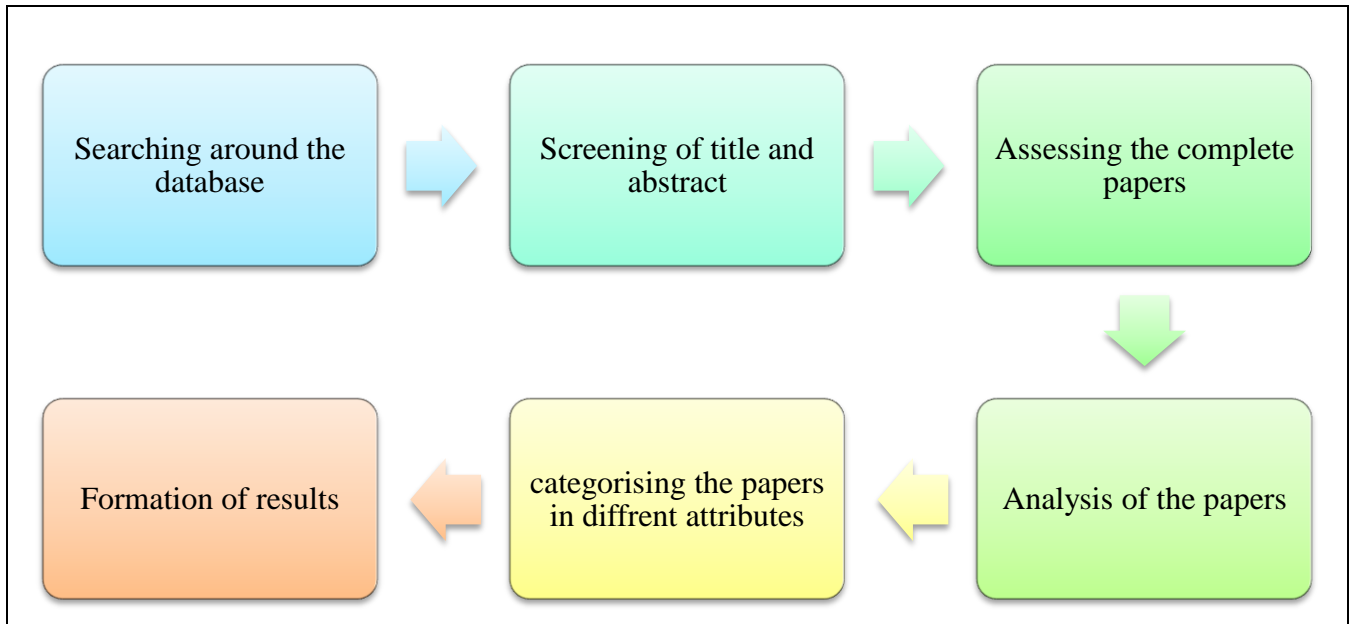 Searching around the
database
Screening of title and
abstract
Assessing the complete
papers
Analysis of the papers
categorising the papers
in diffrent attributes
Formation of results